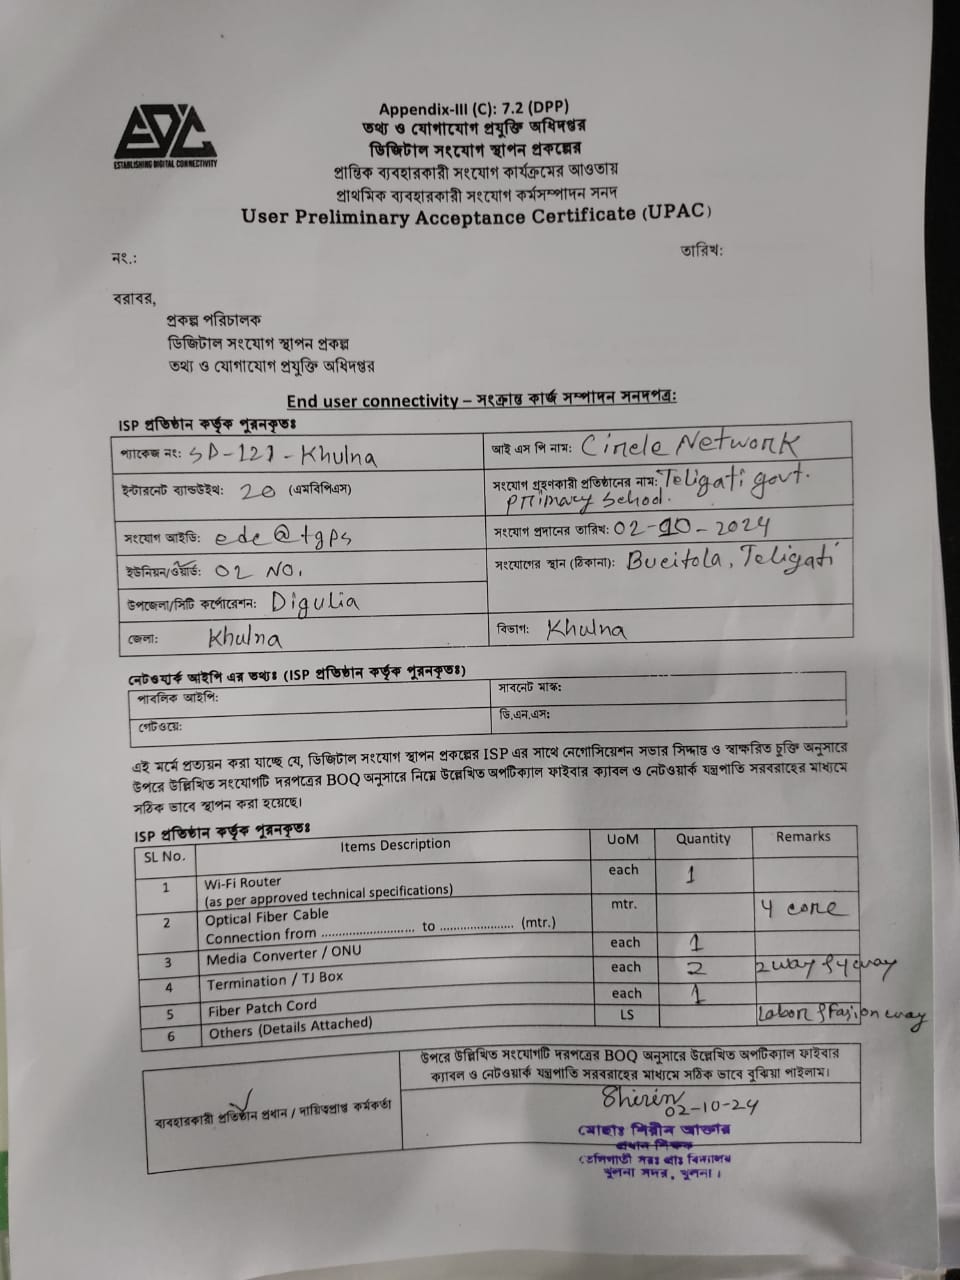 EDC
ESTABLISHING DIGITAL CONNECTIVITY
Appendix-III (C): 7.2 (DPP)
তথ্য ও যোগাযোগ প্রযুক্তি অধিদপ্তর
ডিজিটাল সংযোগ স্থাপন প্রকল্পের
প্রান্তিক ব্যবহারকারী সংযোগ কার্যক্রমের আওতায়
প্রাথমিক ব্যবহারকারী সংযোগ কর্মসম্পাদন সনদ
User Preliminary Acceptance Certificate (UPAC)
নং.:
তারিখ:
বরাবর,
প্রকল্প পরিচালক
ডিজিটাল সংযোগ স্থাপন প্রকল্প
তথ্য ও যোগাযোগ প্রযুক্তি অধিদপ্তর
End user connectivity – সংক্রান্ত কার্জ সম্পাদন সনদপত্র:
ISP প্রতিষ্ঠান কর্তৃক পূরনকৃতঃ
প্যাকেজ নং: SD-121-Khulna
আই এস পি নাম: Circle Network
ইন্টারনেট ব্যান্ডউইথ: 20 (এমবিপিএস)
সংযোগ গ্রহণকারী প্রতিষ্ঠানের নাম: Teligati govt.
primary School.
সংযোগ আইডি: edc@tgps
সংযোগ প্রদানের তারিখ: 02-10-2024
ইউনিয়ন/ওয়ার্ড: 02 NO.
সংযোগের স্থান (ঠিকানা): Bucitola, Teligati
উপজেলা/সিটি কর্পোরেশন: Digulia
জেলা: Khulna
বিভাগ: Khulna
নেটওয়ার্ক আইপি এর তথ্যঃ (ISP প্রতিষ্ঠান কর্তৃক পূরনকৃতঃ)
পাবলিক আইপি:
সাবনেট মাস্ক:
গেটওয়ে:
ডি.এন.এস:
এই মর্মে প্রত্যয়ন করা যাচ্ছে যে, ডিজিটাল সংযোগ স্থাপন প্রকল্পের ISP এর সাথে নেগোসিয়েশন সভার সিদ্ধান্ত ও স্বাক্ষরিত চুক্তি অনুসারে
উপরে উল্লিখিত সংযোগটি দরপত্রের BOQ অনুসারে নিম্নে উল্লেখিত অপটিক্যাল ফাইবার ক্যাবল ও নেটওয়ার্ক যন্ত্রপাতি সরবরাহের মাধ্যমে
সঠিক ভাবে স্থাপন করা হয়েছে।
ISP প্রতিষ্ঠান কর্তৃক পূরনকৃতঃ
SL No. Items Description UoM Quantity Remarks
1 Wi-Fi Router each 1
(as per approved technical specifications)
2 Optical Fiber Cable mtr. 4 core
Connection from ............................ to ...................... (mtr.)
3 Media Converter / ONU each 1
4 Termination / TJ Box each 2 2 way & 4 way
5 Fiber Patch Cord each 1
6 Others (Details Attached) LS Labor &
উপরে উল্লিখিত সংযোগটি দরপত্রের BOQ অনুসারে উল্লেখিত অপটিক্যাল ফাইবার
ক্যাবল ও নেটওয়ার্ক যন্ত্রপাতি সরবরাহের মাধ্যমে সঠিক ভাবে বুঝিয়া পাইলাম।
ব্যবহারকারী প্রতিষ্ঠান প্রধান / দায়িত্বপ্রাপ্ত কর্মকর্তা
Shirin
02-10-24
মোছাঃ শিরীন আক্তার
প্রধান শিক্ষক
তেলিগাতী সরঃ প্রাঃ বিদ্যালয়
খুলনা সদর, খুলনা।